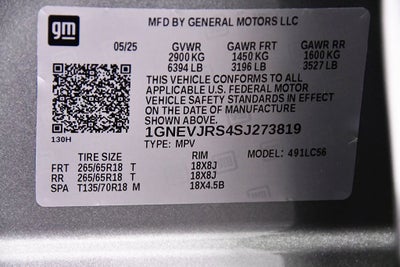 gm
MFD BY GENERAL MOTORS LLC
05/25 GVWR GAWR FRT GAWR RR
2900 KG 1450 KG 1600 KG
6394 LB 3196 LB 3527 LB
THIS VEHICLE CONFORMS TO ALL
APPLICABLE U.S. FEDERAL MOTOR
VEHICLE SAFETY STANDARDS IN EFFECT
ON THE DATE OF MANUFACTURE
SHOWN ABOVE.
1GNEVJRS4SJ273819
130H
TYPE: MPV
TIRE SIZE RIM MODEL: 491LC56
FRT 265/65R18 T 18X8J
RR 265/65R18 T 18X8J
SPA T135/70R18 M 18X4.5B